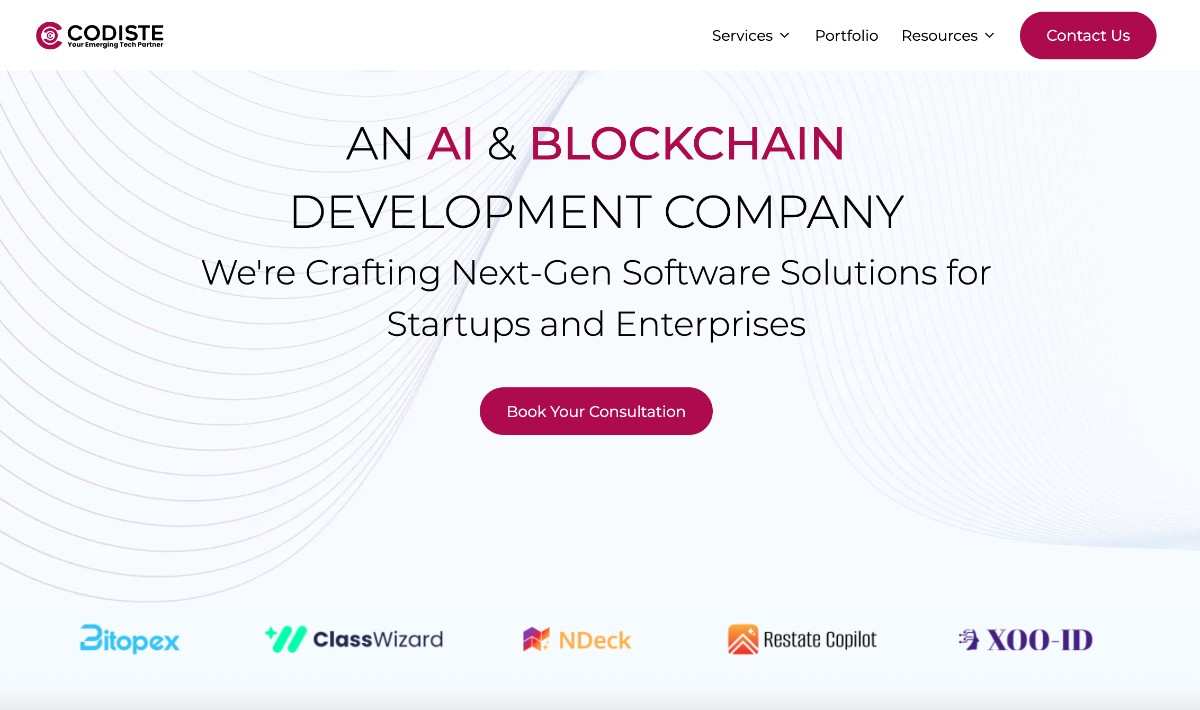 CODISTE
Your Emerging Tech Partner
Services
Portfolio
Resources
Contact Us
AN AI & BLOCKCHAIN
DEVELOPMENT COMPANY
We're Crafting Next-Gen Software Solutions for
Startups and Enterprises
Book Your Consultation
Bitopex
ClassWizard
NDeck
Restate Copilot
XOO-ID